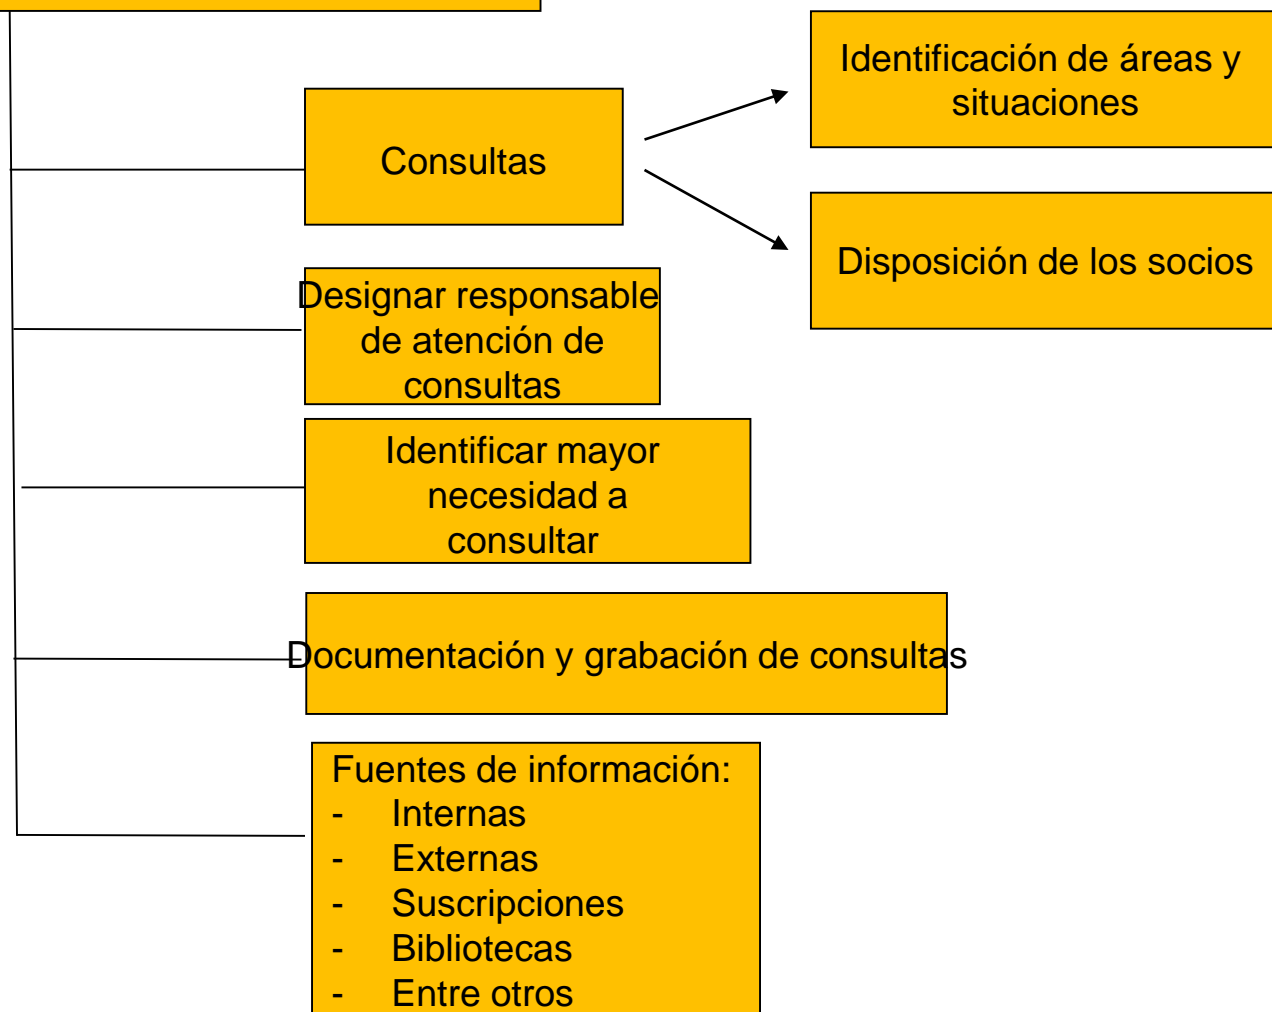 Identificación de áreas y
situaciones
Consultas
Disposición de los socios
Designar responsable
de atención de
consultas
Identificar mayor
necesidad a
consultar
Documentación y grabación de consultas
Fuentes de información:
- Internas
- Externas
- Suscripciones
- Bibliotecas
- Entre otros